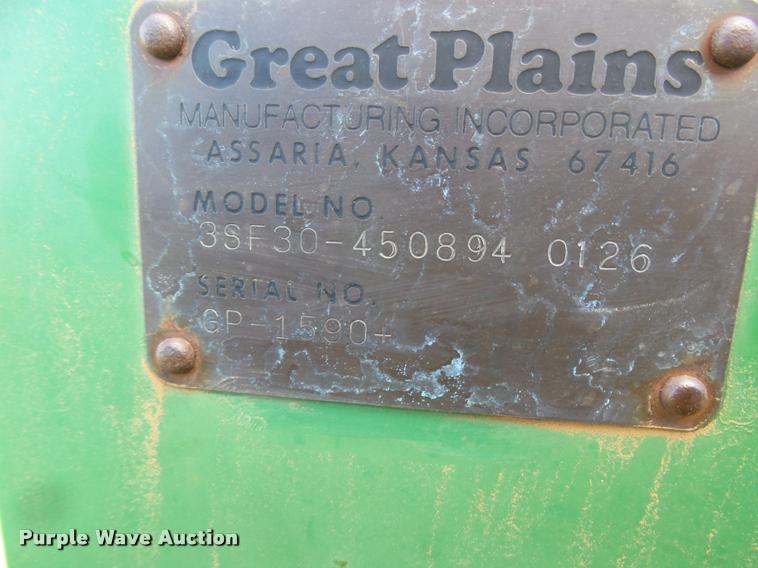 Great Plains
MANUFACTURING INCORPORATED
ASSARIA, KANSAS 67416
MODEL NO.
3SF30-450894 0126
SERIAL NO.
GP-1590+
Purple Wave Auction